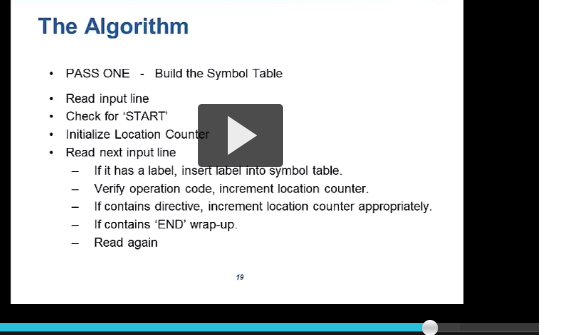 The Algorithm
• PASS ONE - Build the Symbol Table
• Read input line
• Check for 'START'
• Initialize Location Counter
• Read next input line
– If it has a label, insert label into symbol table.
– Verify operation code, increment location counter.
– If contains directive, increment location counter appropriately.
– If contains 'END' wrap-up.
– Read again
19